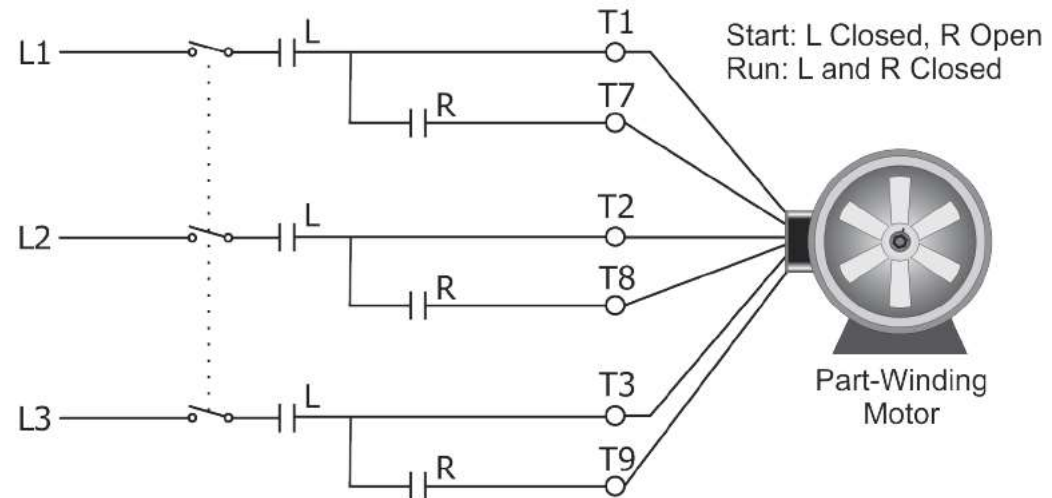 L1
L
T1
R
T7
Start: L Closed, R Open
Run: L and R Closed
L2
L
T2
R
T8
L3
L
T3
R
T9
Part-Winding
Motor